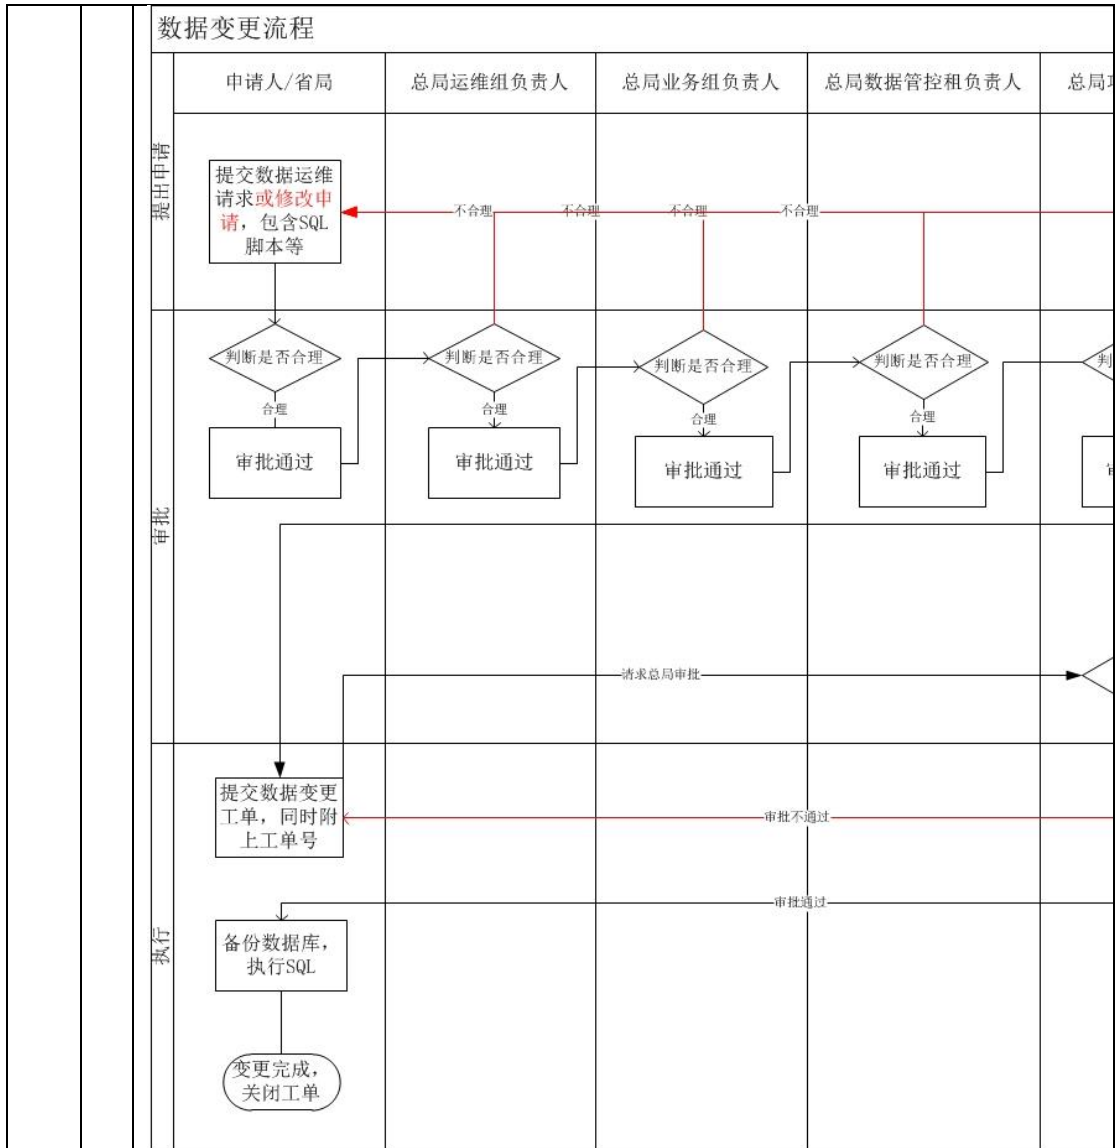 数据变更流程
申请人/省局
总局运维组负责人
总局业务组负责人
总局数据管控租负责人
总局
提出申请
提交数据运维
请求或修改申
请，包含SQL
脚本等
不合理
不合理
不合理
不合理
审批
判断是否合理
判断是否合理
判断是否合理
判断是否合理
判
合理
合理
合理
合理
审批通过
审批通过
审批通过
审批通过
请求总局审批
执行
提交数据变更
工单，同时附
上工单号
审批不通过
审批通过
备份数据库，
执行SQL
变更完成，
关闭工单